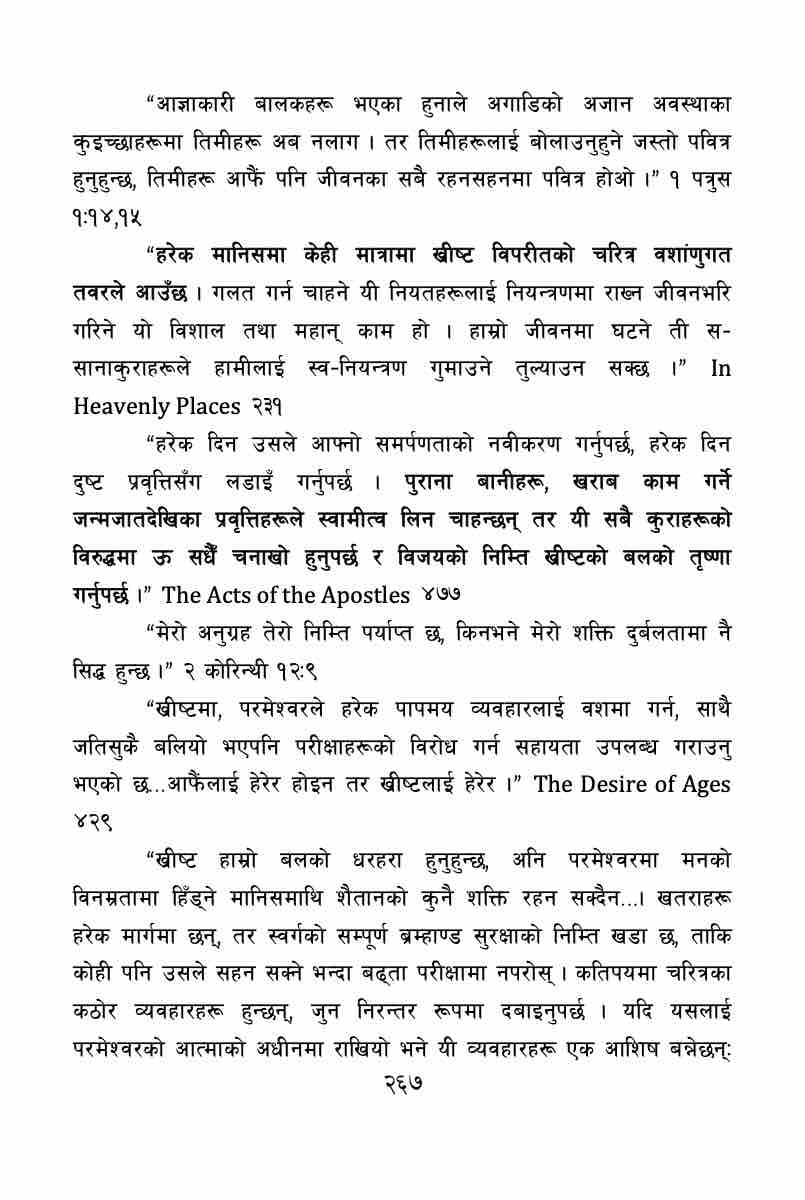 “आज्ञाकारी बालकहरू भएका हुनाले अगाडिको अजान अवस्थाका
कुइच्छाहरूमा तिमीहरू अब नलाग । तर तिमीहरूलाई बोलाउनुहुने जस्तो पवित्र
हुनुहुन्छ, तिमीहरू आफैं पनि जीवनका सबै रहनसहनमा पवित्र होओ ।” १ पत्रुस
१:१४,१५
“हरेक मानिसमा केही मात्रामा ख्रीष्ट विपरीतको चरित्र वशांणुगत
तवरले आउँछ । गलत गर्न चाहने यी नियतहरूलाई नियन्त्रणमा राख्न जीवनभरि
गरिने यो विशाल तथा महान् काम हो । हाम्रो जीवनमा घटने ती स-
सानाकुराहरूले हामीलाई स्व-नियन्त्रण गुमाउने तुल्याउन सक्छ ।” In
Heavenly Places २३१
“हरेक दिन उसले आफ्नो समर्पणताको नवीकरण गर्नुपर्छ, हरेक दिन
दुष्ट प्रवृत्तिसँग लडाइँ गर्नुपर्छ । पुराना बानीहरू, खराब काम गर्ने
जन्मजातदेखिका प्रवृत्तिहरूले स्वामीत्व लिन चाहन्छन् तर यी सबै कुराहरूको
विरुद्धमा ऊ सधैँ चनाखो हुनुपर्छ र विजयको निम्ति ख्रीष्टको बलको तृष्णा
गर्नुपर्छ ।” The Acts of the Apostles ४७७
“मेरो अनुग्रह तेरो निम्ति पर्याप्त छ, किनभने मेरो शक्ति दुर्बलतामा नै
सिद्ध हुन्छ ।” २ कोरिन्थी १२:९
“ख्रीष्टमा, परमेश्वरले हरेक पापमय व्यवहारलाई वशमा गर्न, साथै
जतिसुकै बलियो भएपनि परीक्षाहरूको विरोध गर्न सहायता उपलब्ध गराउनु
भएको छ...आफैंलाई हेरेर होइन तर ख्रीष्टलाई हेरेर ।” The Desire of Ages
४२९
“ख्रीष्ट हाम्रो बलको धरहरा हुनुहुन्छ, अनि परमेश्वरमा मनको
विनम्रतामा हिँड्ने मानिसमाथि शैतानको कुनै शक्ति रहन सक्दैन...। खतराहरू
हरेक मार्गमा छन्, तर स्वर्गको सम्पूर्ण ब्रम्हाण्ड सुरक्षाको निम्ति खडा छ, ताकि
कोही पनि उसले सहन सक्ने भन्दा बढ्ता परीक्षामा नपरोस् । कतिपयमा चरित्रका
कठोर व्यवहारहरू हुन्छन्, जुन निरन्तर रूपमा दबाइनुपर्छ । यदि यसलाई
परमेश्वरको आत्माको अधीनमा राखियो भने यी व्यवहारहरू एक आशिष बन्नेछन्:
२६७